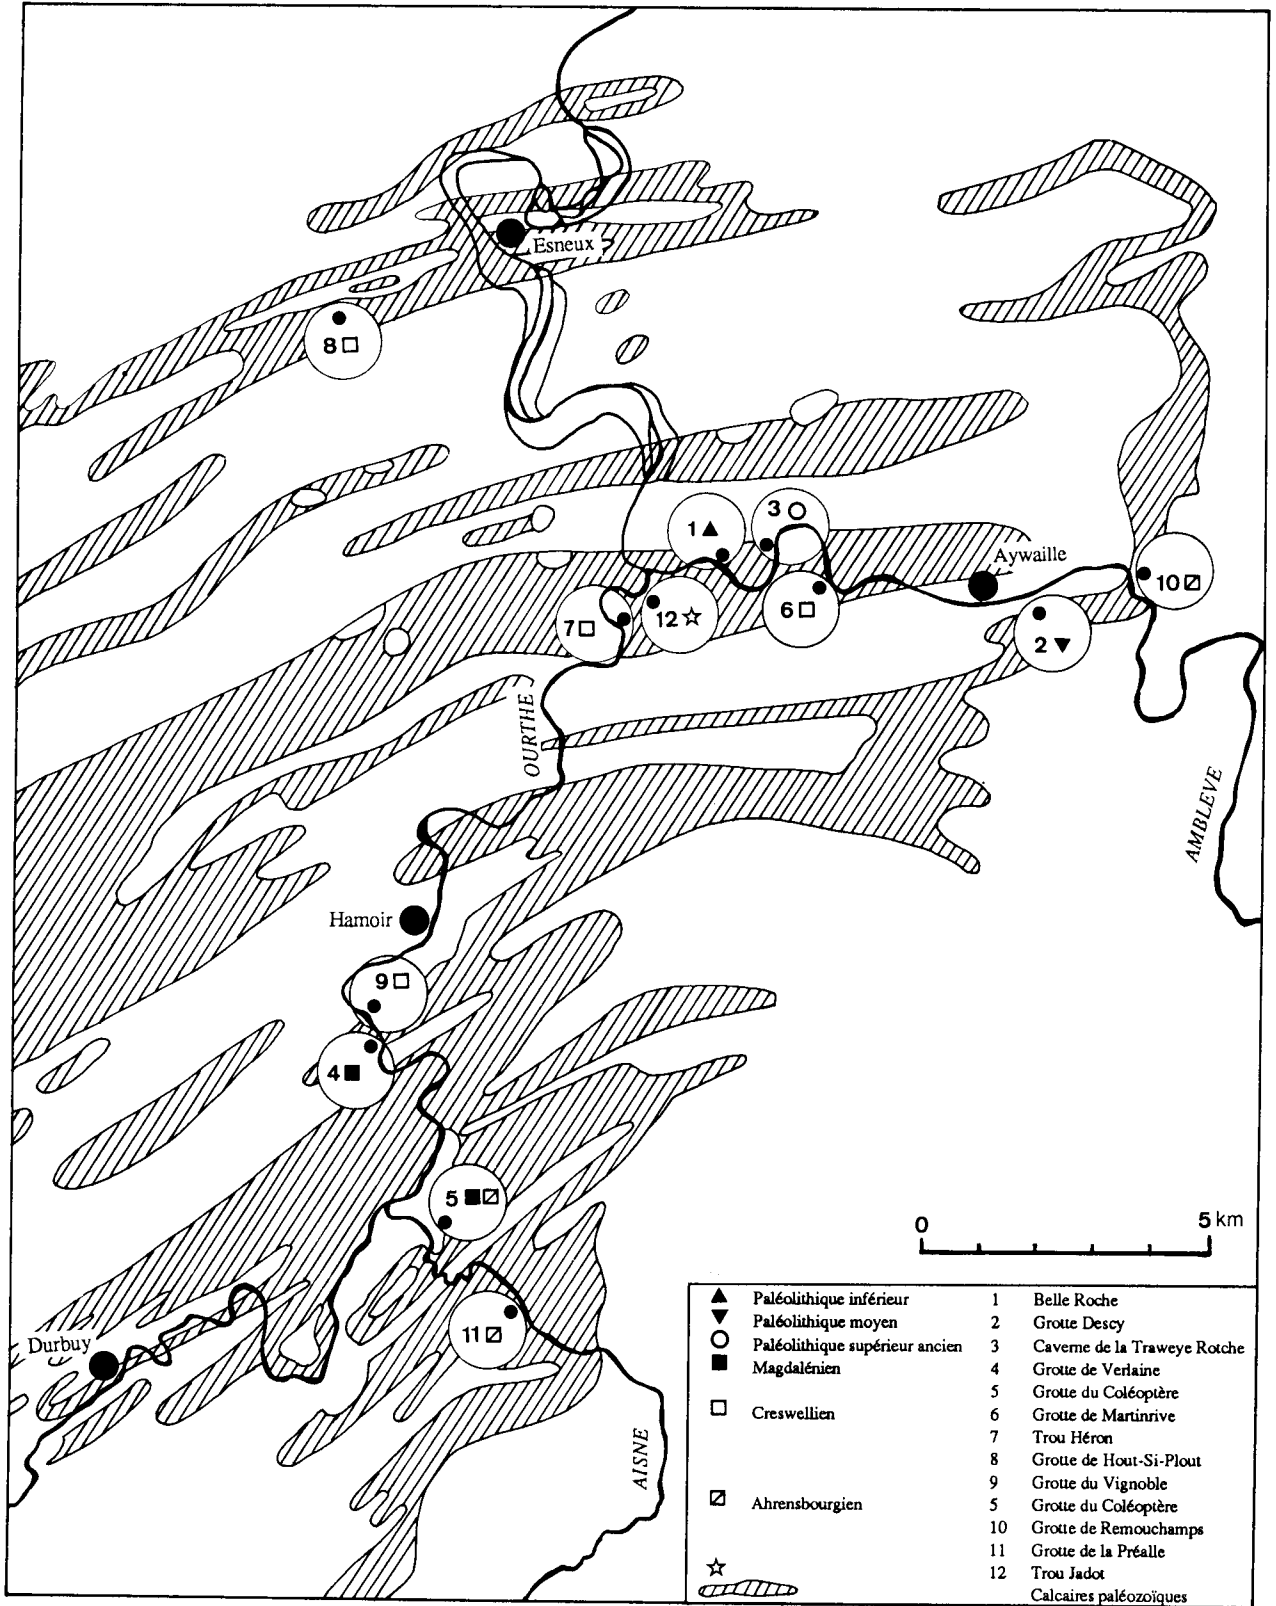 Esneux
8
3
1
Aywaille
10
6
7
12
2
OURTHE
AMBLEVE
Hamoir
9
4
5
0 5 km
Durbuy
11
AISNE
Paléolithique inférieur 1 Belle Roche
Paléolithique moyen 2 Grotte Descy
Paléolithique supérieur ancien 3 Caverne de la Traweye Rotche
Magdalénien 4 Grotte de Verlaine
5 Grotte du Coléoptère
Creswellien 6 Grotte de Martinrive
7 Trou Héron
8 Grotte de Hout-Si-Plout
9 Grotte du Vignoble
Ahrensbourgien 5 Grotte du Coléoptère
10 Grotte de Remouchamps
11 Grotte de la Préalle
12 Trou Jadot
Calcaires paléozoïques